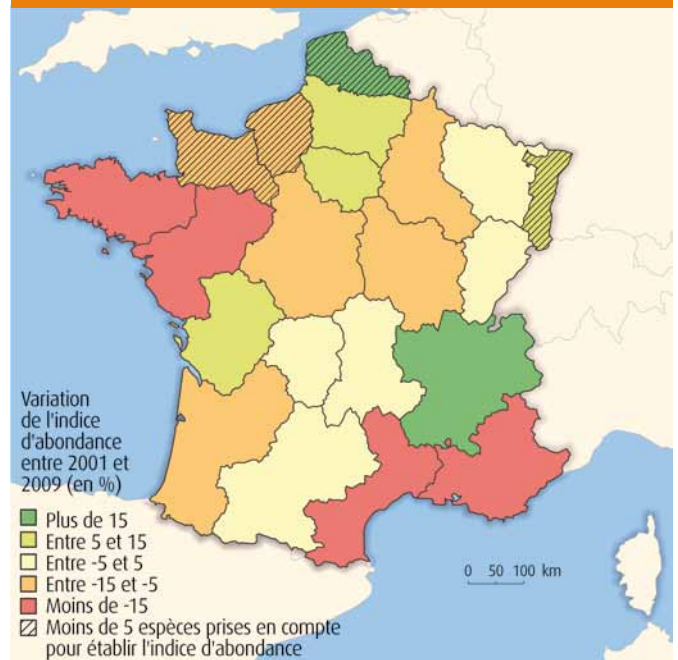 Variation
de l'indice
d'abondance
entre 2001 et
2009 (en %)
Plus de 15
Entre 5 et 15
Entre -5 et 5
Entre -15 et -5
Moins de -15
Moins de 5 espèces prises en compte
pour établir l'indice d'abondance
0 50 100 km